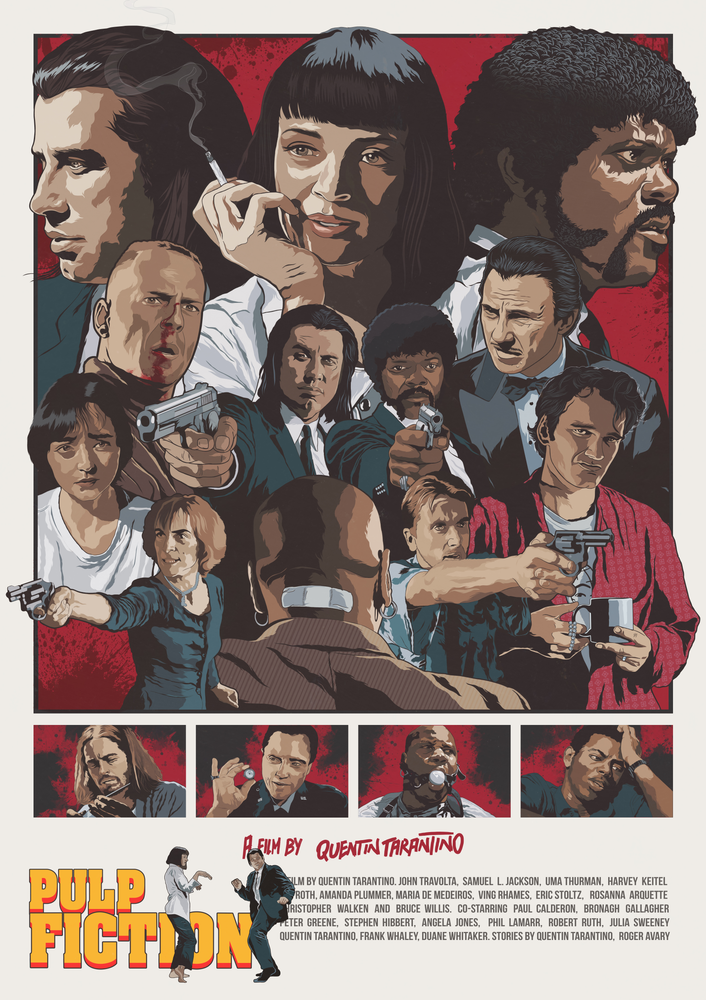 A FILM BY QUENTIN TARANTINO
PULP
FICTION
FILM BY QUENTIN TARANTINO. JOHN TRAVOLTA, SAMUEL L. JACKSON, UMA THURMAN, HARVEY KEITEL
ROTH, AMANDA PLUMMER, MARIA DE MEDEIROS, VING RHAMES, ERIC STOLTZ, ROSANNA ARQUETTE
CHRISTOPHER WALKEN AND BRUCE WILLIS. CO-STARRING PAUL CALDERON, BRONAGH GALLAGHER
PETER GREENE, STEPHEN HIBBERT, ANGELA JONES, PHIL LAMARR, ROBERT RUTH, JULIA SWEENEY
QUENTIN TARANTINO, FRANK WHALEY, DUANE WHITAKER. STORIES BY QUENTIN TARANTINO, ROGER AVARY